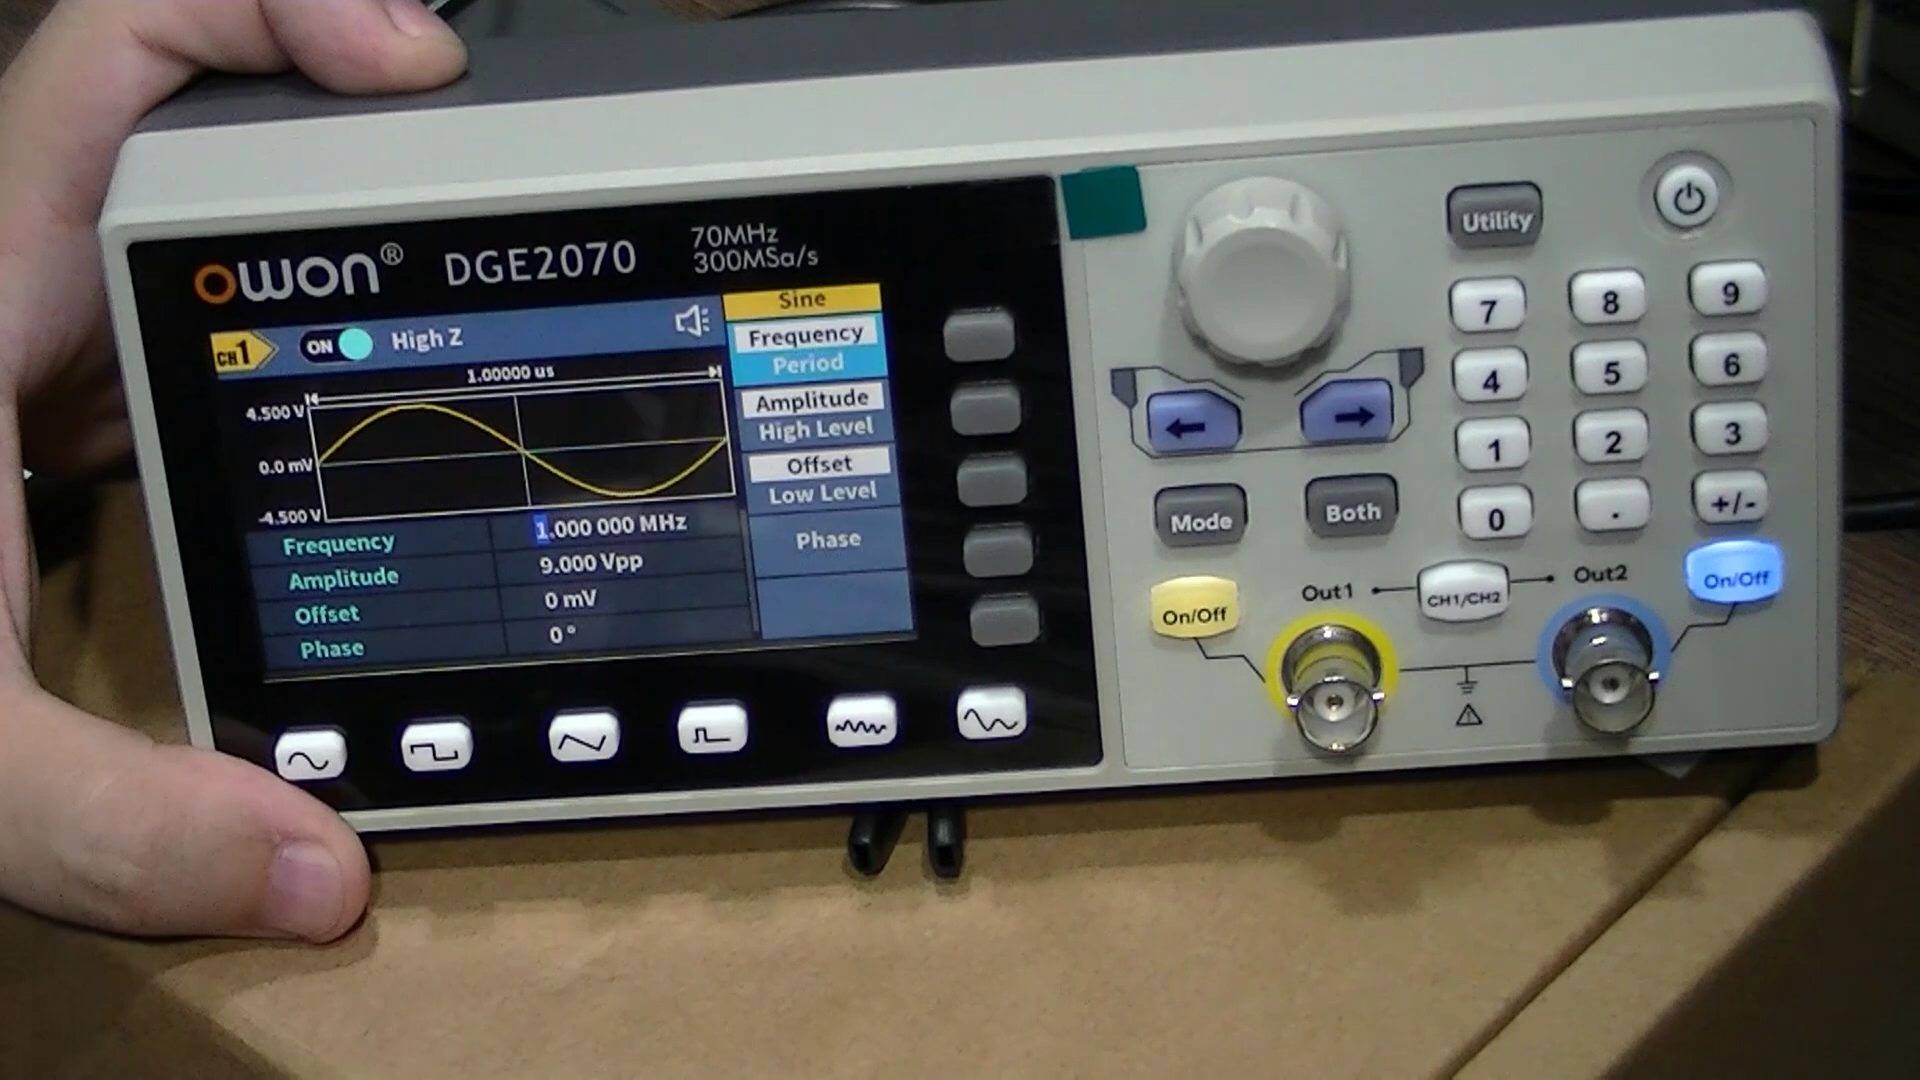 OWON® DGE2070 70MHz
300MSa/s
CH1 ON High Z
1.00000 us
4.500 V
0.0 mV
-4.500 V
Frequency 1.000 000 MHz
Amplitude 9.000 Vpp
Offset 0 mV
Phase 0 °
Sine
Frequency
Period
Amplitude
High Level
Offset
Low Level
Phase
Utility
7 8 9
4 5 6
1 2 3
0 . +/-
← →
Mode Both
On/Off Out1 CH1/CH2 Out2 On/Off